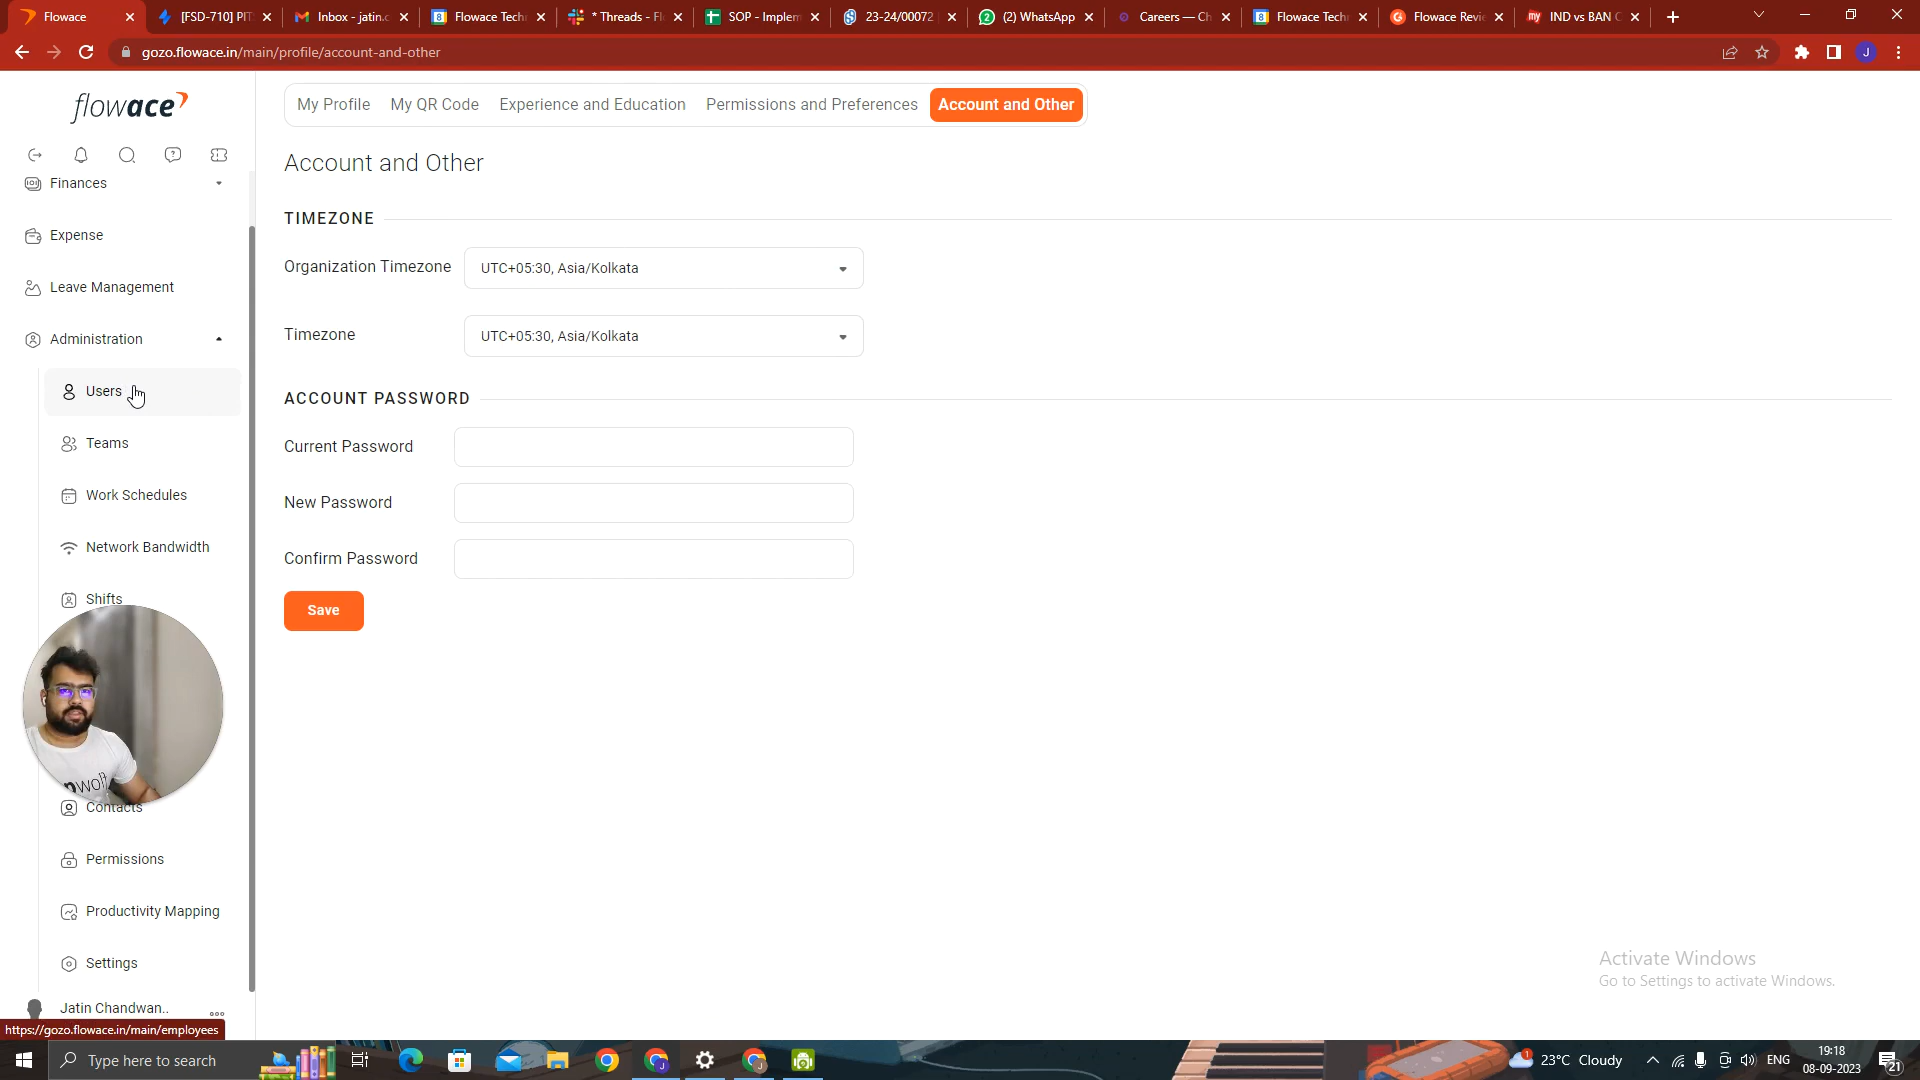 Flowace
[FSD-710] PIT
Inbox - jatin.c
Flowace Tech
* Threads - Fl
SOP - Implem
23-24/00072
(2) WhatsApp
Careers — Ch
Flowace Tech
Flowace Revie
IND vs BAN C
gozo.flowace.in/main/profile/account-and-other
J
flowace
My Profile
My QR Code
Experience and Education
Permissions and Preferences
Account and Other
Account and Other
Finances
Expense
Leave Management
Administration
Users
Teams
Work Schedules
Network Bandwidth
Shifts
Contacts
Permissions
Productivity Mapping
Settings
Jatin Chandwan..
https://gozo.flowace.in/main/employees
TIMEZONE
Organization Timezone
UTC+05:30, Asia/Kolkata
Timezone
UTC+05:30, Asia/Kolkata
ACCOUNT PASSWORD
Current Password
New Password
Confirm Password
Save
Activate Windows
Go to Settings to activate Windows.
Type here to search
23°C Cloudy
ENG
19:18
08-09-2023
21